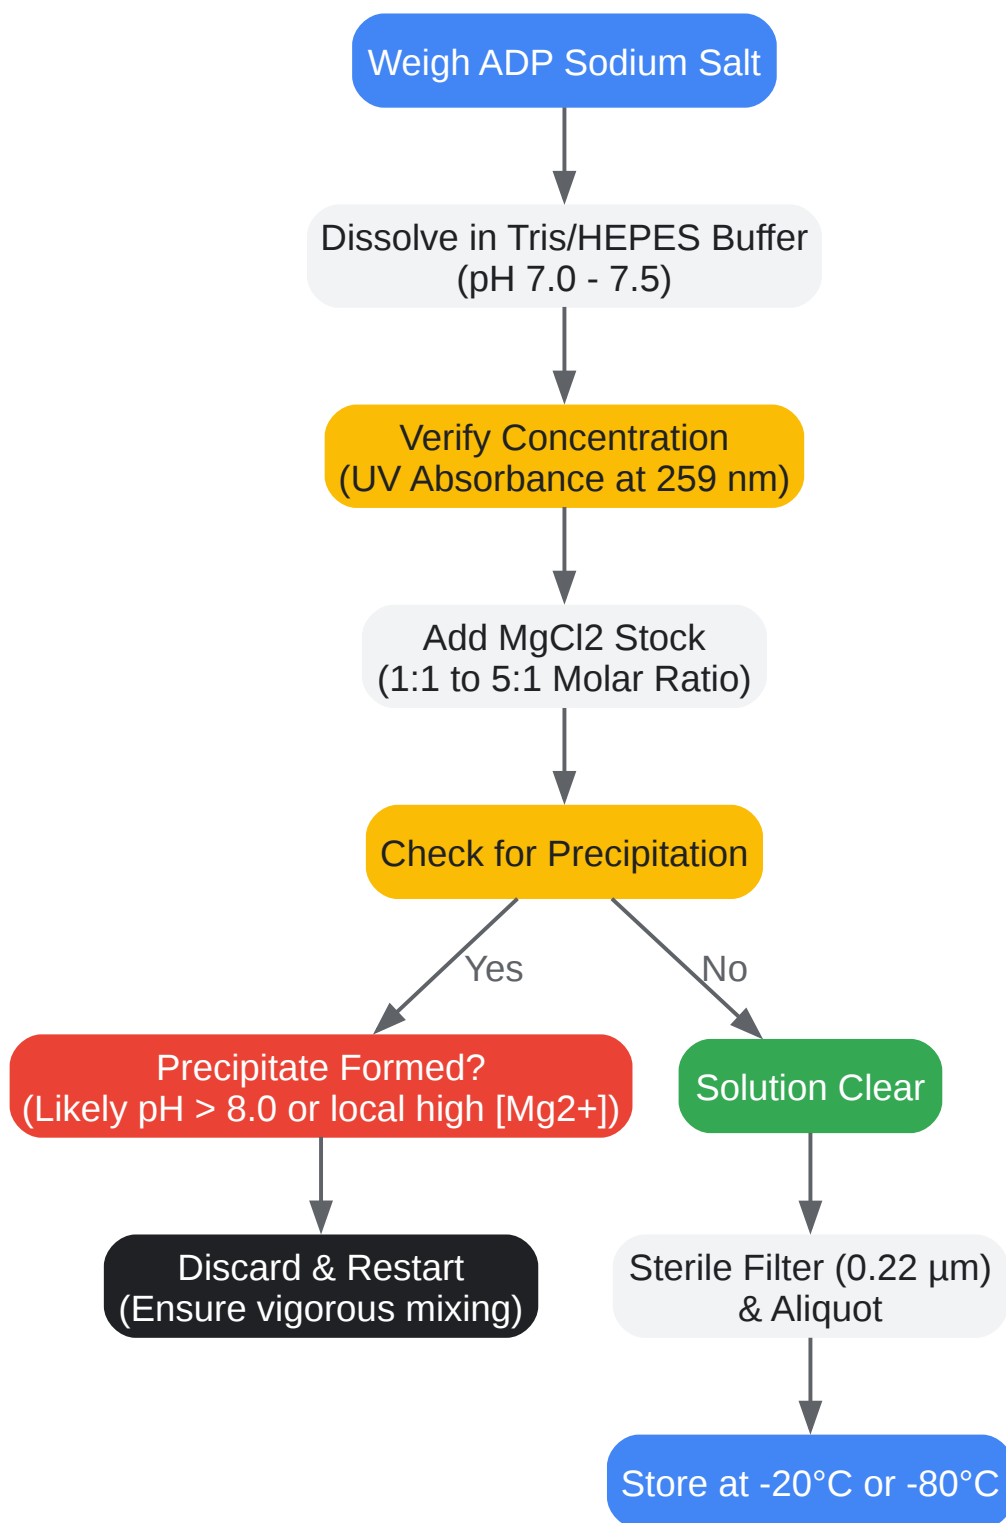 Weigh ADP Sodium Salt
Dissolve in Tris/HEPES Buffer
(pH 7.0 - 7.5)
Verify Concentration
(UV Absorbance at 259 nm)
Add MgCl2 Stock
(1:1 to 5:1 Molar Ratio)
Check for Precipitation
Yes
No
Precipitate Formed?
(Likely pH > 8.0 or local high [Mg2+])
Solution Clear
Discard & Restart
(Ensure vigorous mixing)
Sterile Filter (0.22 µm)
& Aliquot
Store at -20°C or -80°C